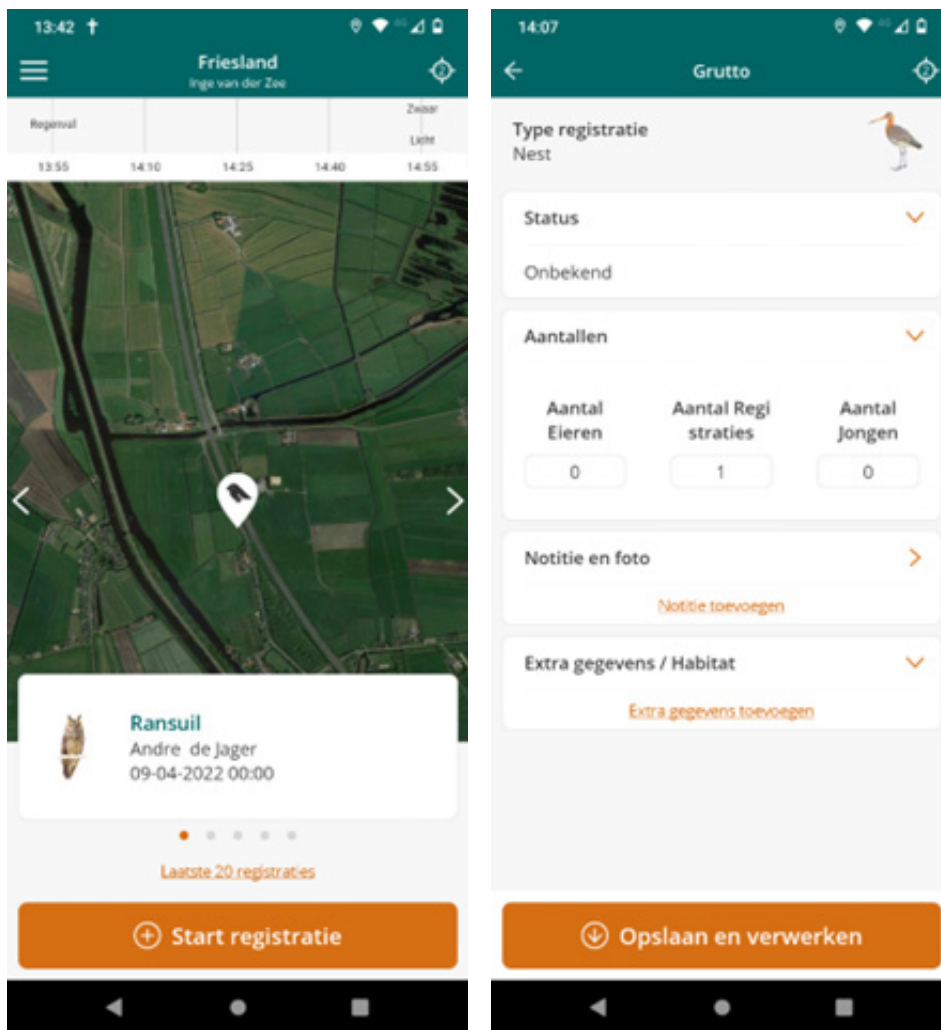 13:42
Friesland
Inge van der Zee
Regenval
Zwaar
Licht
13:55 14:10 14:25 14:40 14:55
Ransuil
Andre de Jager
09-04-2022 00:00
Laatste 20 registraties
Start registratie
14:07
Grutto
Type registratie
Nest
Status
Onbekend
Aantallen
Aantal
Eieren
0
Aantal Regi
straties
1
Aantal
Jongen
0
Notitie en foto
Notitie toevoegen
Extra gegevens / Habitat
Extra gegevens toevoegen
Opslaan en verwerken